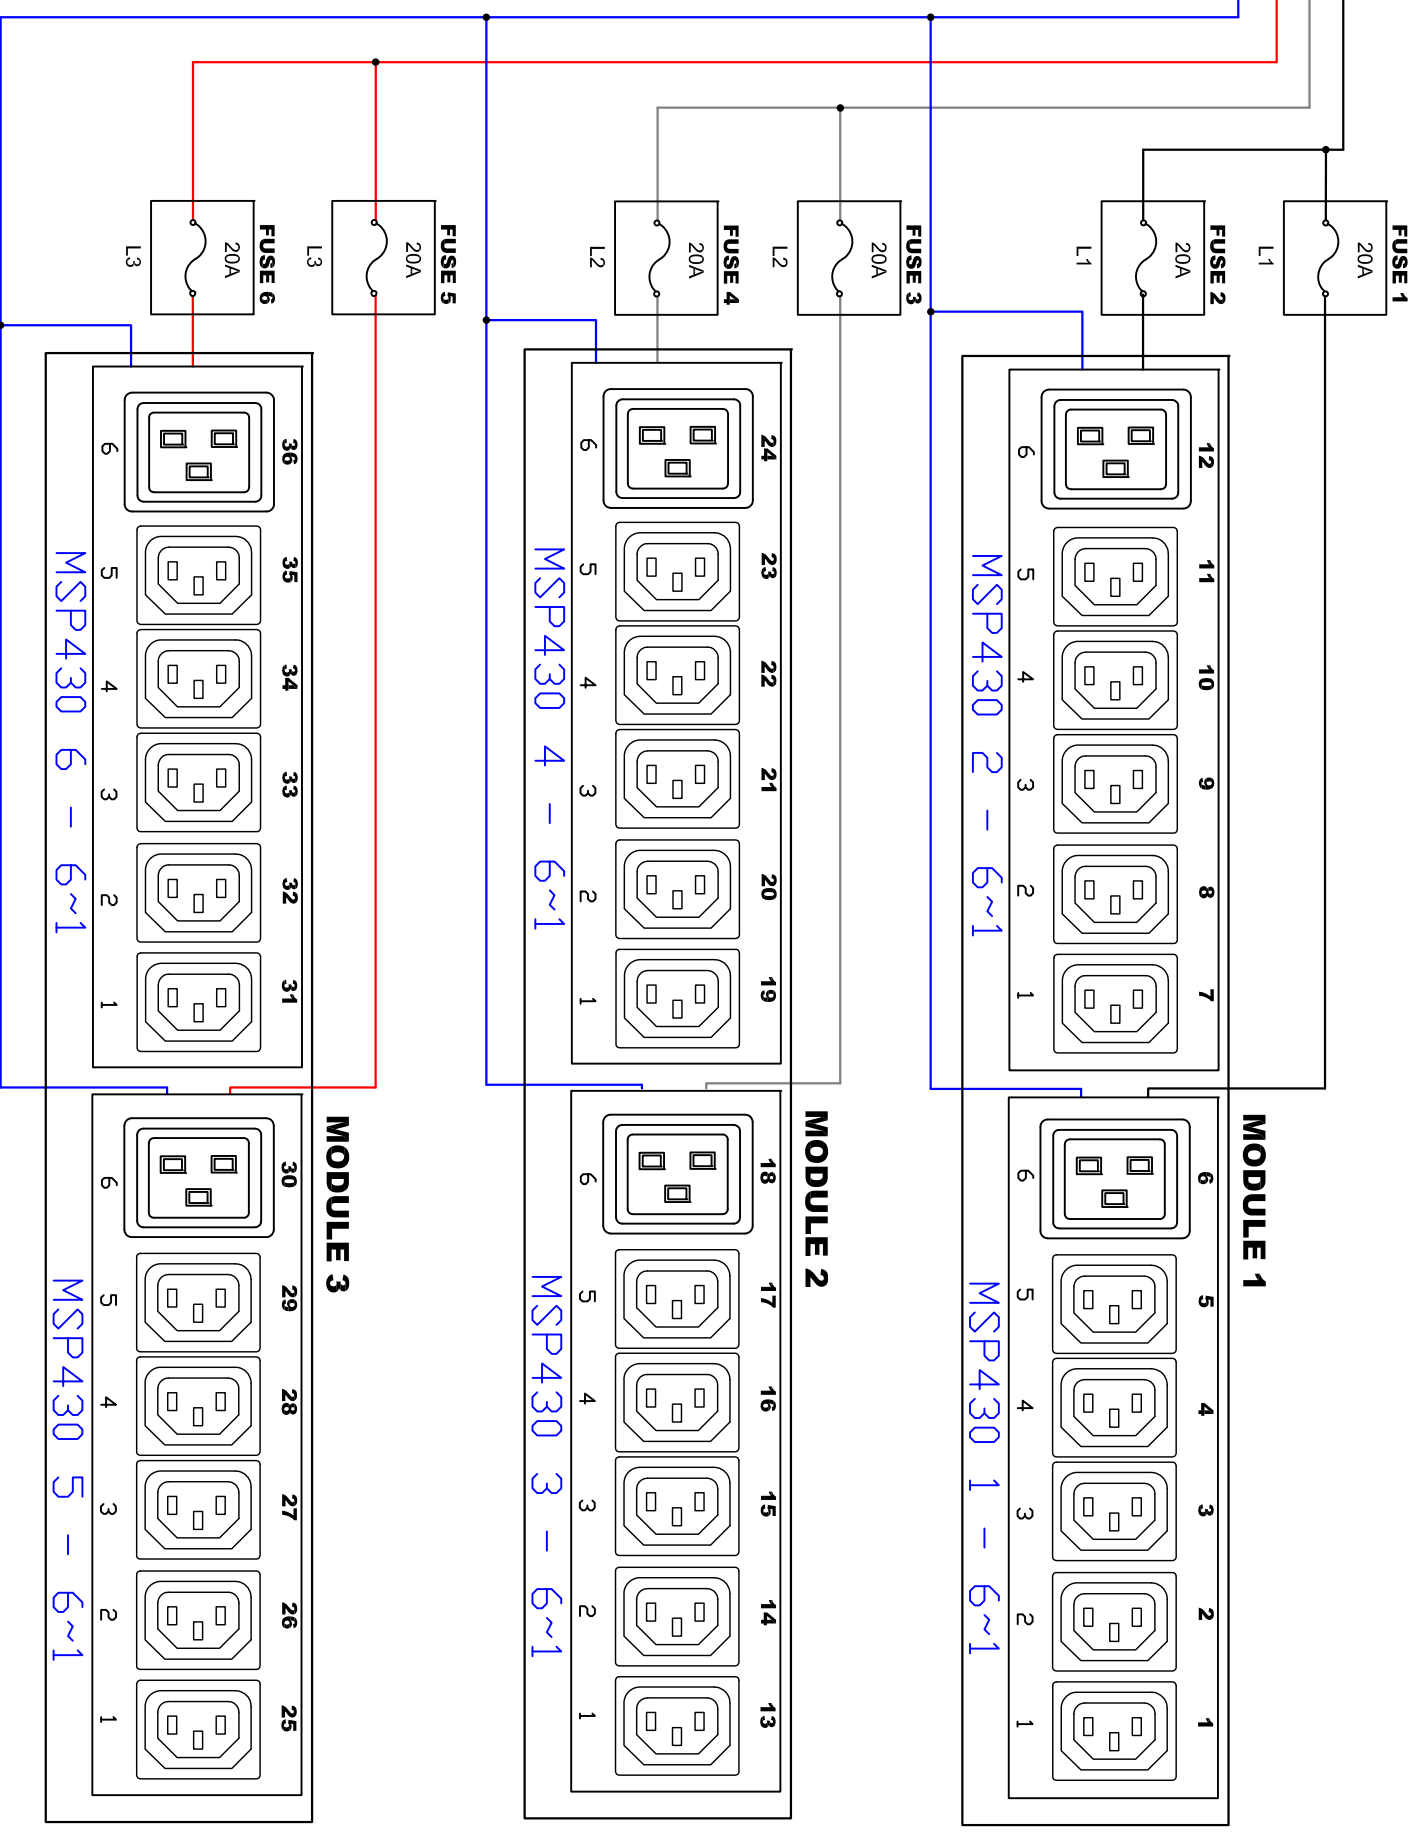 FUSE 1
20A
L1
FUSE 2
20A
L1
FUSE 3
20A
L2
FUSE 4
20A
L2
FUSE 5
20A
L3
FUSE 6
20A
L3
MODULE 1
12 11 10 9 8 7
6 5 4 3 2 1
MSP430 2 - 6~1
6 5 4 3 2 1
6 5 4 3 2 1
MSP430 1 - 6~1
MODULE 2
24 23 22 21 20 19
6 5 4 3 2 1
MSP430 4 - 6~1
18 17 16 15 14 13
6 5 4 3 2 1
MSP430 3 - 6~1
MODULE 3
36 35 34 33 32 31
6 5 4 3 2 1
MSP430 6 - 6~1
30 29 28 27 26 25
6 5 4 3 2 1
MSP430 5 - 6~1